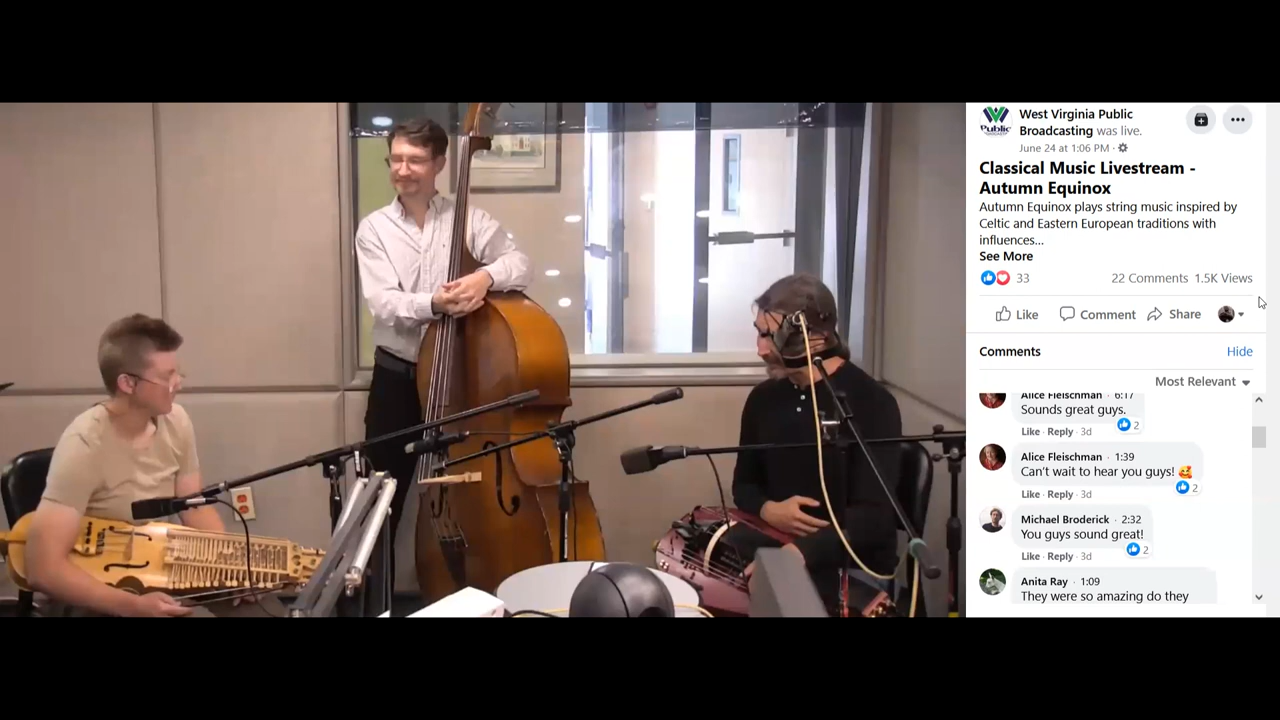 Public
West Virginia Public
Broadcasting was live.
June 24 at 1:06 PM ·
Classical Music Livestream -
Autumn Equinox
Autumn Equinox plays string music inspired by
Celtic and Eastern European traditions with
influences...
See More
33
22 Comments 1.5K Views
Like
Comment
Share
Comments
Hide
Most Relevant
Alice Fleischman · 6:17
Sounds great guys.
2
Like · Reply · 3d
Alice Fleischman · 1:39
Can't wait to hear you guys! 🥰
2
Like · Reply · 3d
Michael Broderick · 2:32
You guys sound great!
2
Like · Reply · 3d
Anita Ray · 1:09
They were so amazing do they